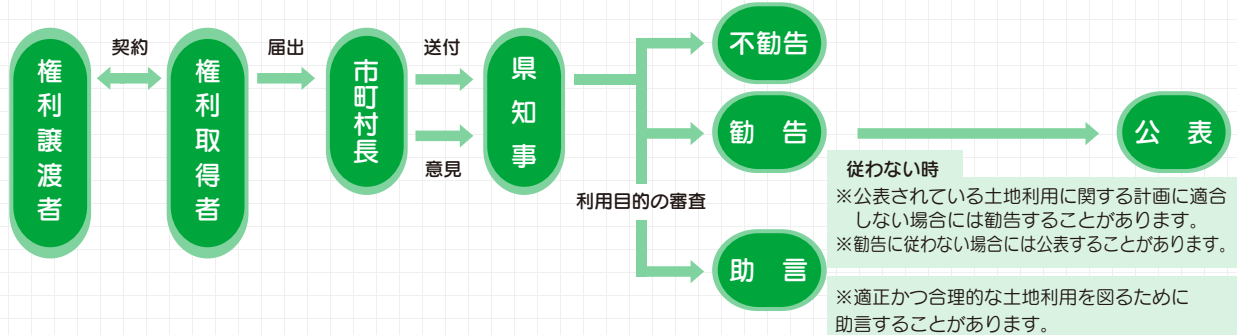 権利譲渡者
契約
権利取得者
届出
市町村長
送付
意見
県知事
利用目的の審査
不勧告
勧告
公表
従わない時
※公表されている土地利用に関する計画に適合
しない場合には勧告することがあります。
※勧告に従わない場合には公表することがあります。
助言
※適正かつ合理的な土地利用を図るために
助言することがあります。